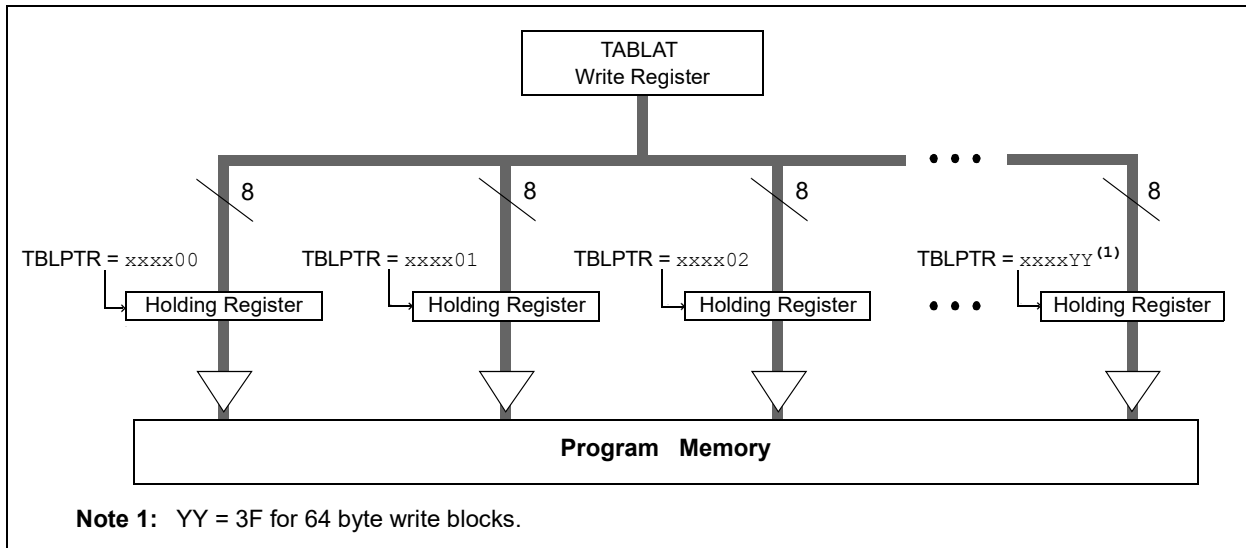 TABLAT
Write Register
8 8 8 • • • 8
TBLPTR = xxxx00 TBLPTR = xxxx01 TBLPTR = xxxx02 TBLPTR = xxxxYY(1)
Holding Register Holding Register Holding Register • • • Holding Register
Program Memory
Note 1: YY = 3F for 64 byte write blocks.